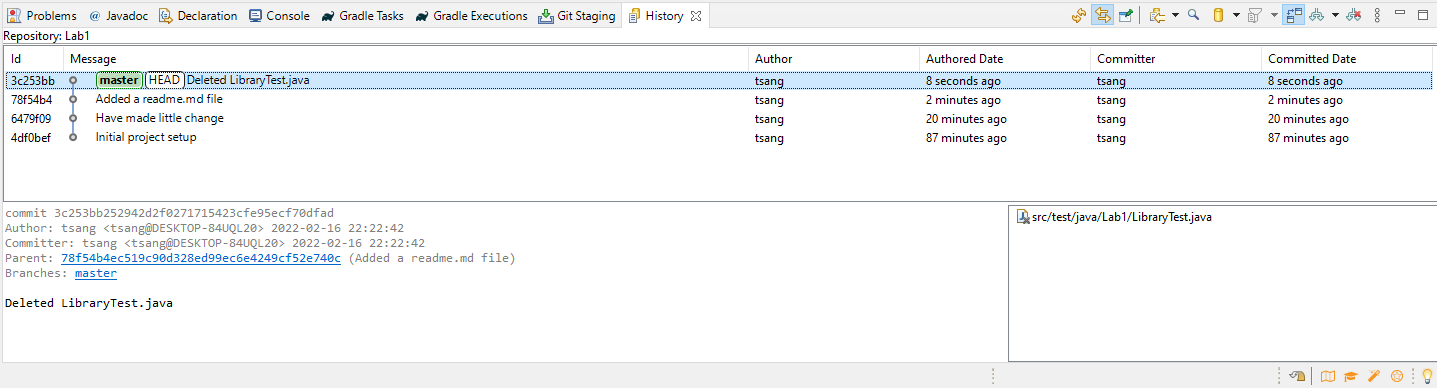 Problems @ Javadoc Declaration Console Gradle Tasks Gradle Executions Git Staging History
Repository: Lab1
Id Message Author Authored Date Committer Committed Date
3c253bb master HEAD Deleted LibraryTest.java tsang 8 seconds ago tsang 8 seconds ago
78f54b4 Added a readme.md file tsang 2 minutes ago tsang 2 minutes ago
6479f09 Have made little change tsang 20 minutes ago tsang 20 minutes ago
4df0bef Initial project setup tsang 87 minutes ago tsang 87 minutes ago
commit 3c253bb252942d2f0271715423cfe95ecf70dfad
Author: tsang <tsang@DESKTOP-84UQL20> 2022-02-16 22:22:42
Committer: tsang <tsang@DESKTOP-84UQL20> 2022-02-16 22:22:42
Parent: 78f54b4ec519c90d328ed99ec6e4249cf52e740c (Added a readme.md file)
Branches: master
Deleted LibraryTest.java
src/test/java/Lab1/LibraryTest.java